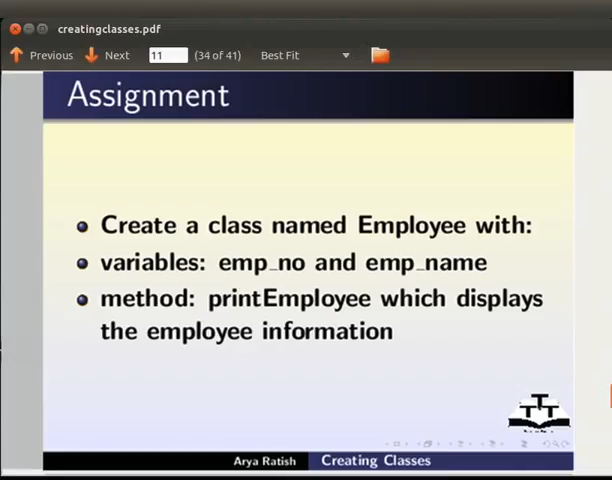 creatingclasses.pdf
Previous Next 11 (34 of 41) Best Fit
Assignment
Create a class named Employee with:
variables: emp_no and emp_name
method: printEmployee which displays
the employee information
TTT
Arya Ratish Creating Classes